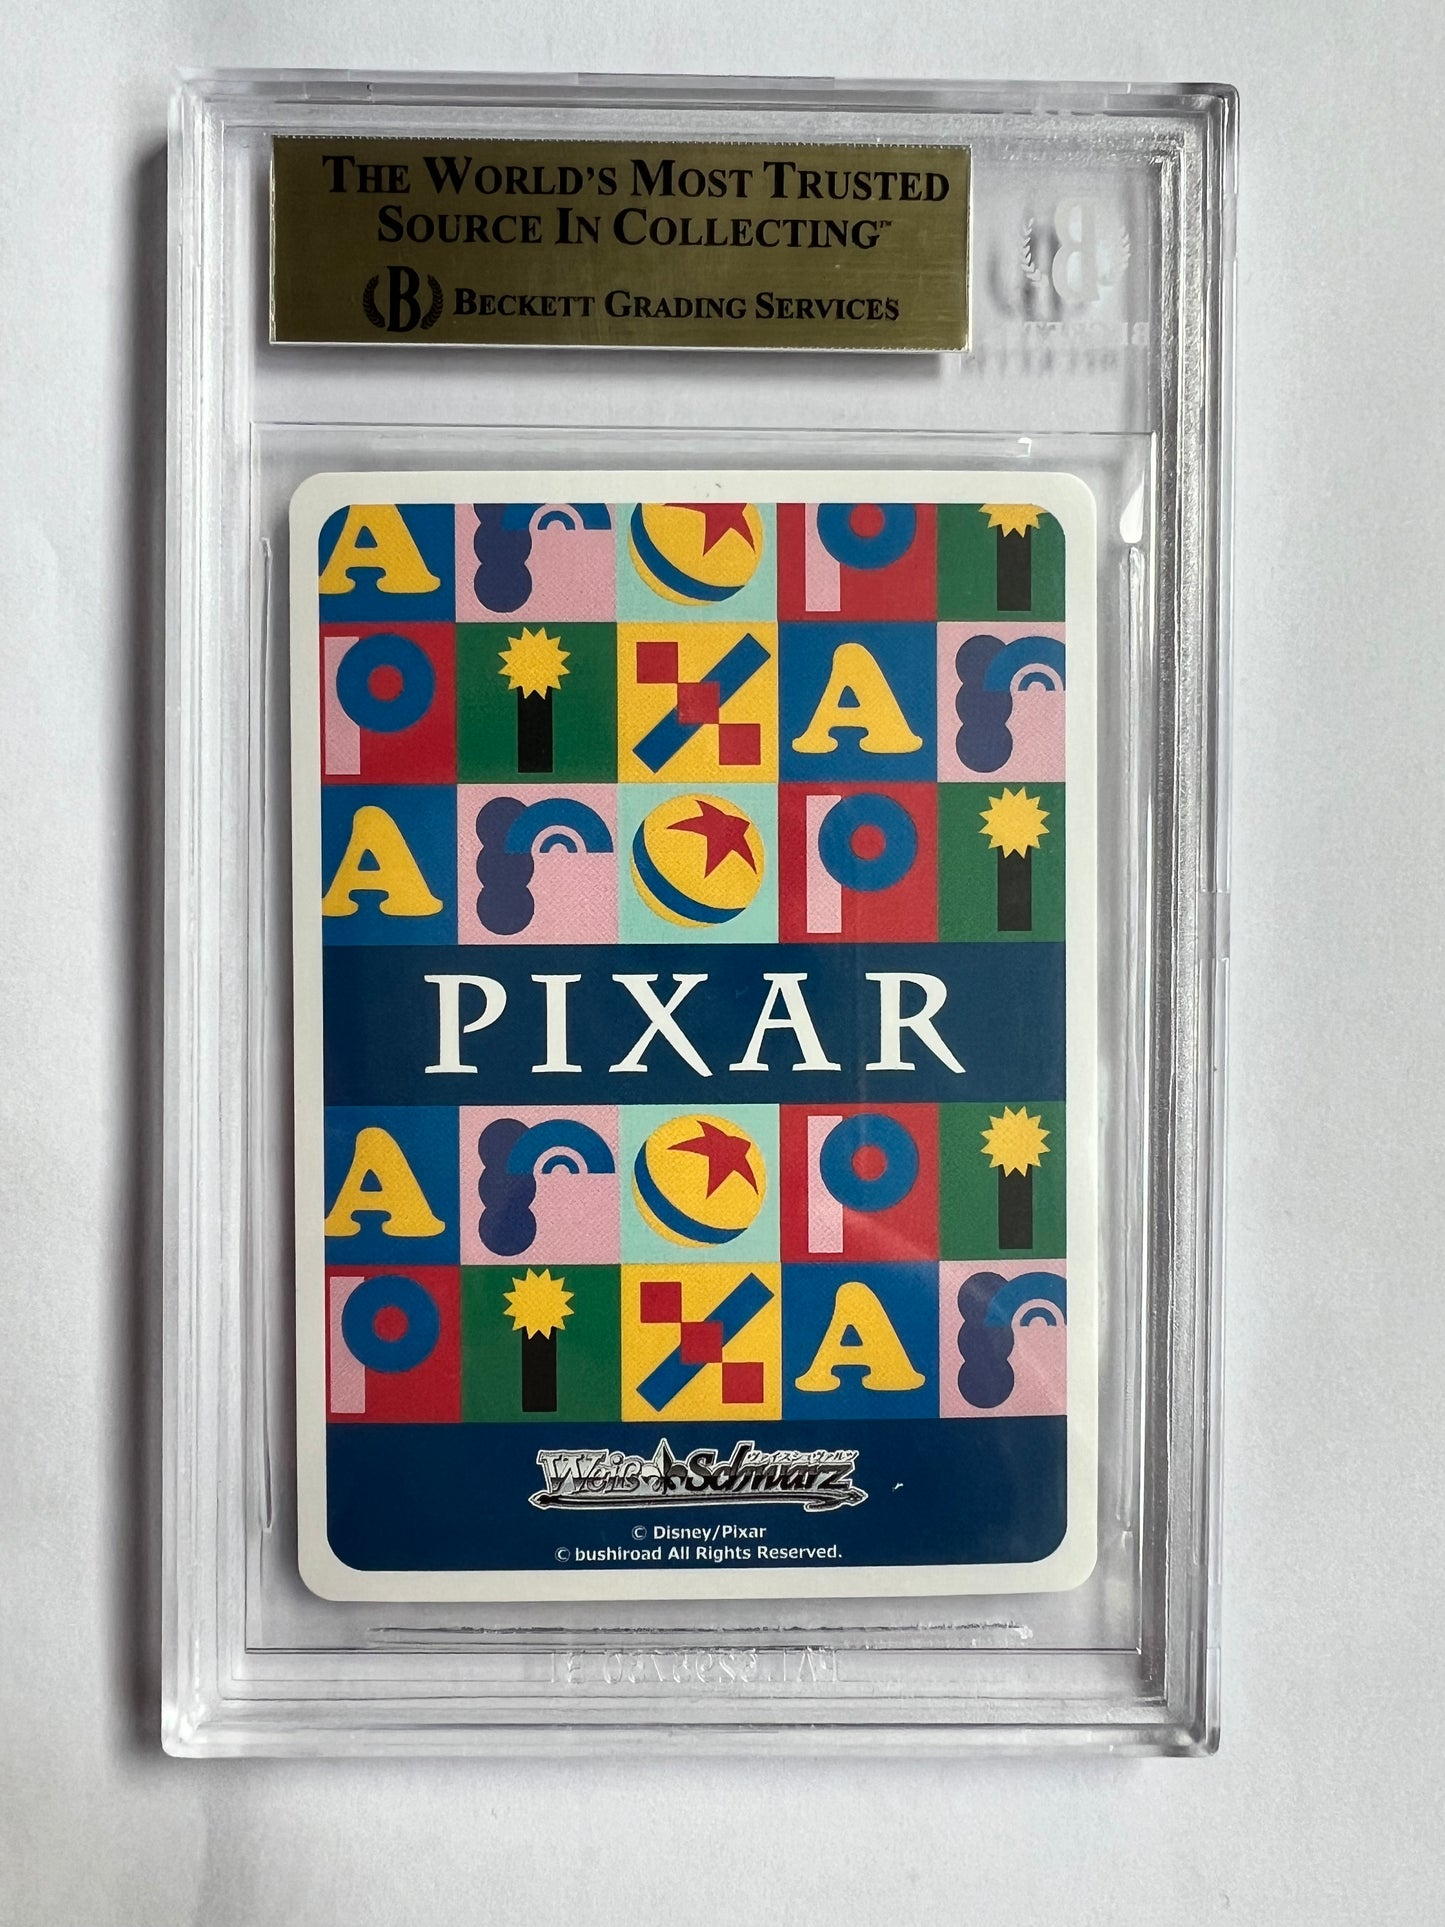 THE WORLD'S MOST TRUSTED
SOURCE IN COLLECTING™
B BECKETT GRADING SERVICES
PIXAR
ヴァイスシュヴァルツ
Weiß Schwarz
© Disney/Pixar
© bushiroad All Rights Reserved.